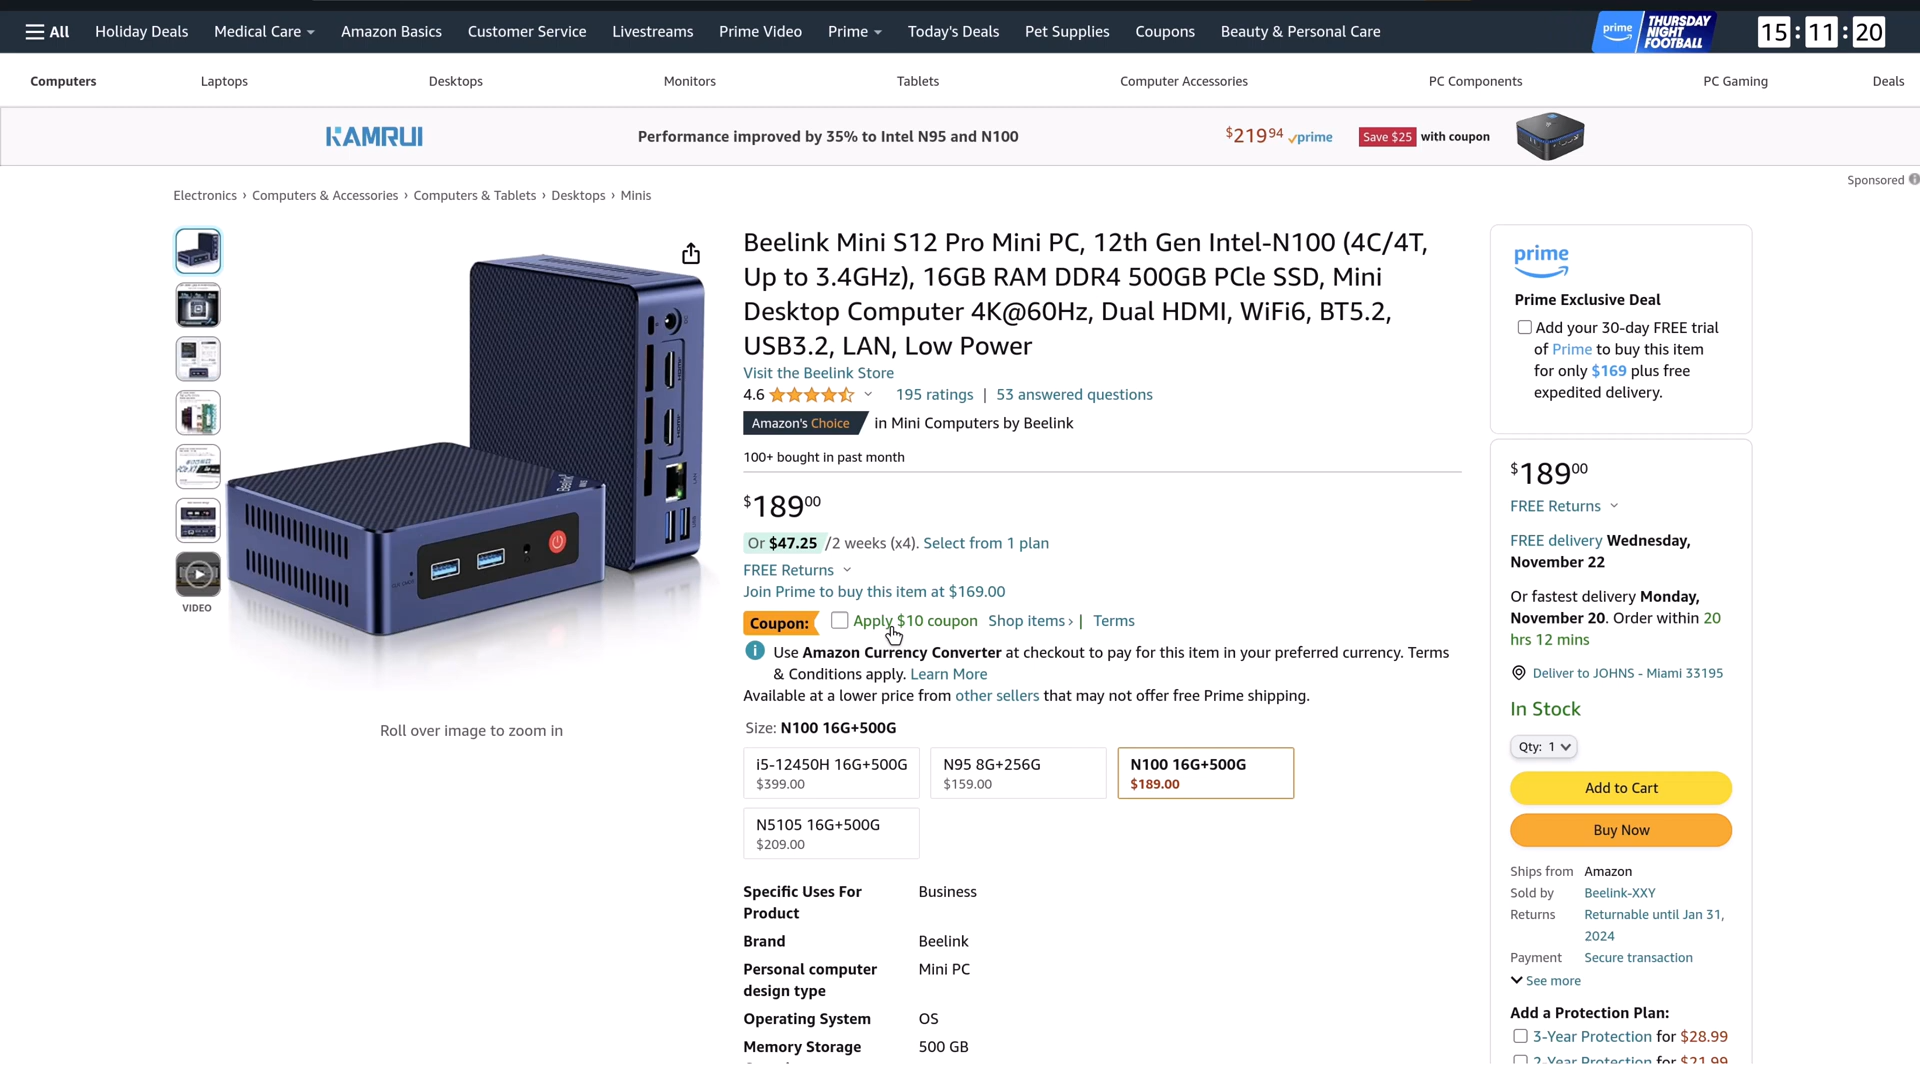 All
Holiday Deals
Medical Care
Amazon Basics
Customer Service
Livestreams
Prime Video
Prime
Today's Deals
Pet Supplies
Coupons
Beauty & Personal Care
prime
THURSDAY
NIGHT
FOOTBALL
15 : 11 : 20
Computers
Laptops
Desktops
Monitors
Tablets
Computer Accessories
PC Components
PC Gaming
Deals
KAMRUI
Performance improved by 35% to Intel N95 and N100
$219 94 prime
Save $25 with coupon
Sponsored
Electronics › Computers & Accessories › Computers & Tablets › Desktops › Minis
VIDEO
Roll over image to zoom in
Beelink Mini S12 Pro Mini PC, 12th Gen Intel-N100 (4C/4T,
Up to 3.4GHz), 16GB RAM DDR4 500GB PCle SSD, Mini
Desktop Computer 4K@60Hz, Dual HDMI, WiFi6, BT5.2,
USB3.2, LAN, Low Power
Visit the Beelink Store
4.6
195 ratings | 53 answered questions
Amazon's Choice in Mini Computers by Beelink
100+ bought in past month
$189 00
Or $47.25 /2 weeks (x4). Select from 1 plan
FREE Returns
Join Prime to buy this item at $169.00
Coupon: Apply $10 coupon Shop items › | Terms
Use Amazon Currency Converter at checkout to pay for this item in your preferred currency. Terms
& Conditions apply. Learn More
Available at a lower price from other sellers that may not offer free Prime shipping.
Size: N100 16G+500G
i5-12450H 16G+500G
$399.00
N95 8G+256G
$159.00
N100 16G+500G
$189.00
N5105 16G+500G
$209.00
Specific Uses For
Product
Business
Brand
Beelink
Personal computer
design type
Mini PC
Operating System
OS
Memory Storage
500 GB
prime
Prime Exclusive Deal
Add your 30-day FREE trial
of Prime to buy this item
for only $169 plus free
expedited delivery.
$189 00
FREE Returns
FREE delivery Wednesday,
November 22
Or fastest delivery Monday,
November 20. Order within 20
hrs 12 mins
Deliver to JOHNS - Miami 33195
In Stock
Qty: 1
Add to Cart
Buy Now
Ships from Amazon
Sold by Beelink-XXY
Returns Returnable until Jan 31,
2024
Payment Secure transaction
See more
Add a Protection Plan:
3-Year Protection for $28.99
2-Year Protection for $21.99